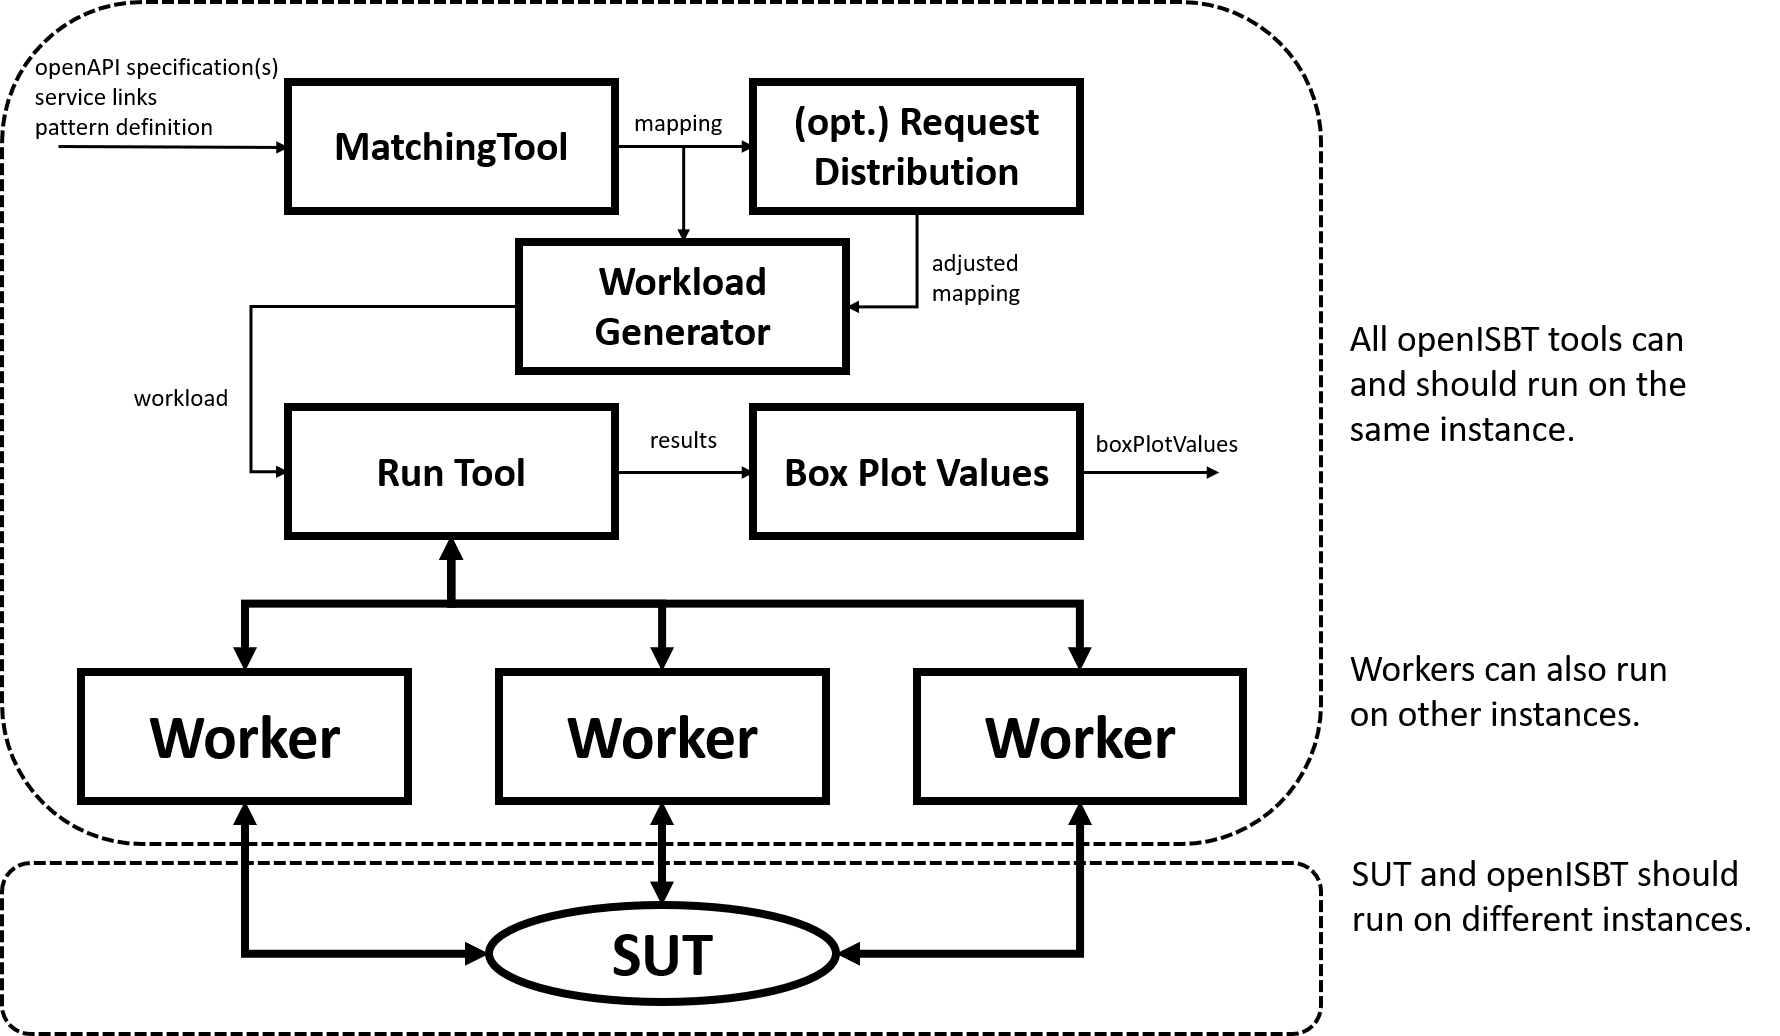 openAPI specification(s)
service links
pattern definition
MatchingTool
mapping
(opt.) Request
Distribution
Workload
Generator
adjusted
mapping
workload
Run Tool
results
Box Plot Values
boxPlotValues
All openISBT tools can
and should run on the
same instance.
Worker
Worker
Worker
Workers can also run
on other instances.
SUT
SUT and openISBT should
run on different instances.